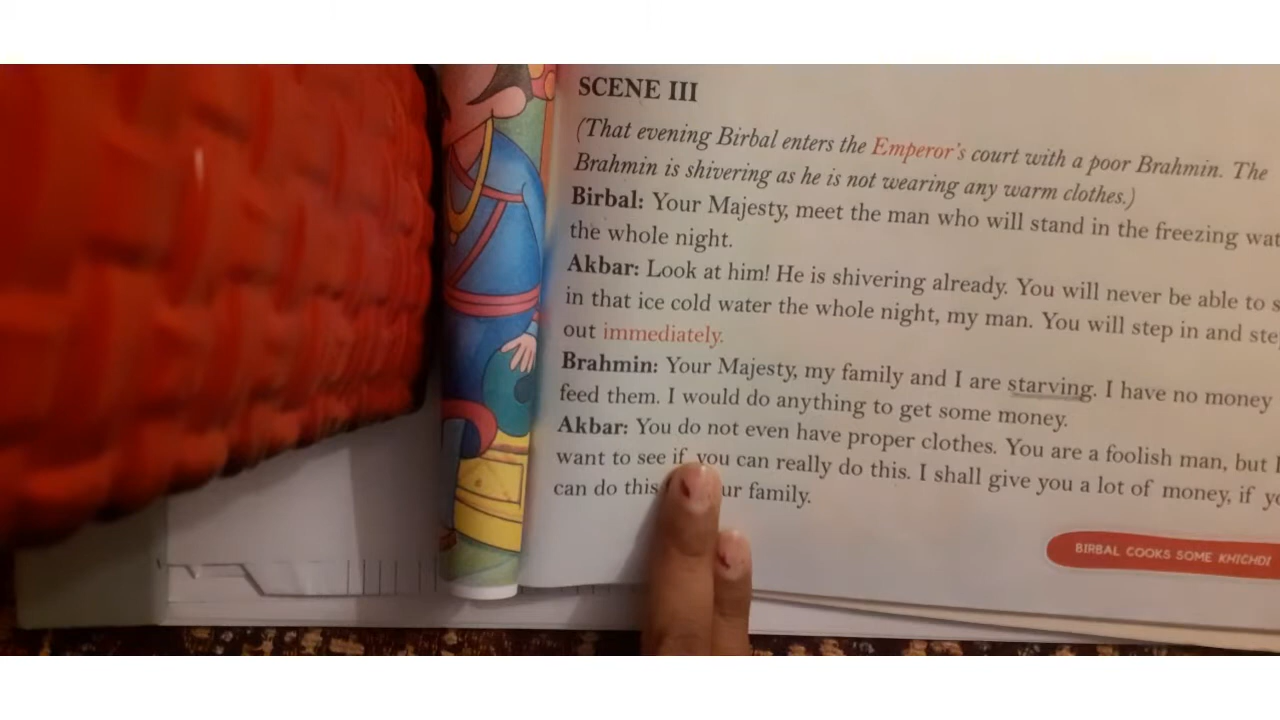 SCENE III
(That evening Birbal enters the Emperor's court with a poor Brahmin. The
Brahmin is shivering as he is not wearing any warm clothes.)
Birbal: Your Majesty, meet the man who will stand in the freezing
the whole night.
Akbar: Look at him! He is shivering already. You will never be able to
in that ice cold water the whole night, my man. You will step in and
out immediately.
Brahmin: Your Majesty, my family and I are starving. I have no money
feed them. I would do anything to get some money.
Akbar: You do not even have proper clothes. You are a foolish man, but I
want to see if you can really do this. I shall give you a lot of money, if
can do this family.
BIRBAL COOKS SOME KHICHDI